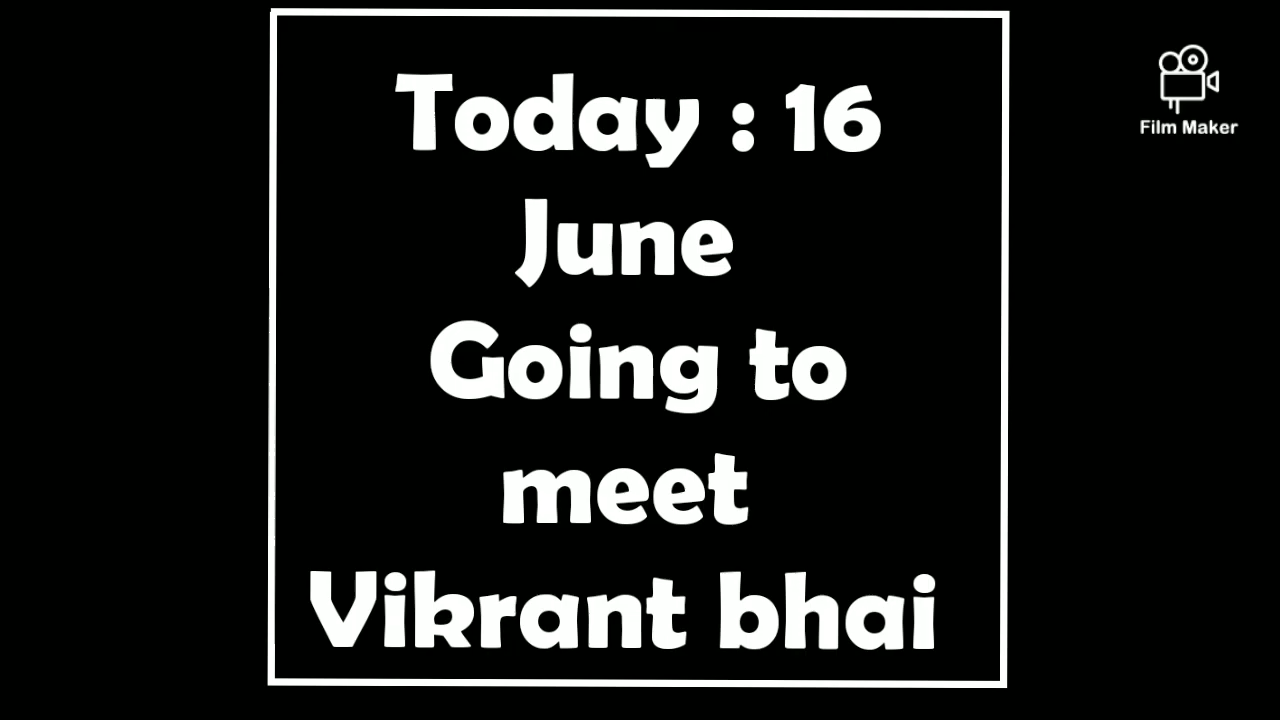 Today : 16
June
Going to
meet
Vikrant bhai
Film Maker